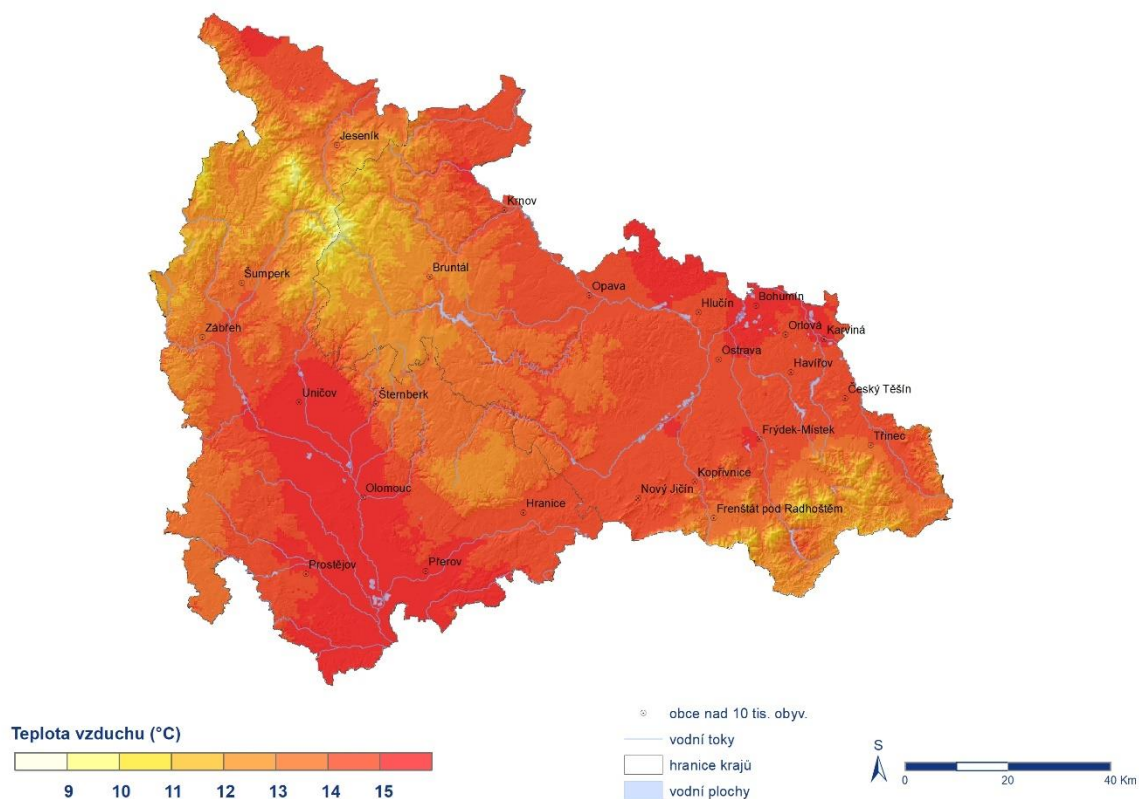 Jeseník
Krnov
Šumperk
Bruntál
Opava
Hlučín
Bohumín
Zábřeh
Orlová
Karviná
Ostrava
Havířov
Uničov
Šternberk
Český Těšín
Frýdek-Místek
Třinec
Kopřivnice
Olomouc
Nový Jičín
Hranice
Frenštát pod Radhoštěm
Prostějov
Přerov
Teplota vzduchu (°C)
9 10 11 12 13 14 15
obce nad 10 tis. obyv.
vodní toky
hranice krajů
vodní plochy
S
0 20 40 Km